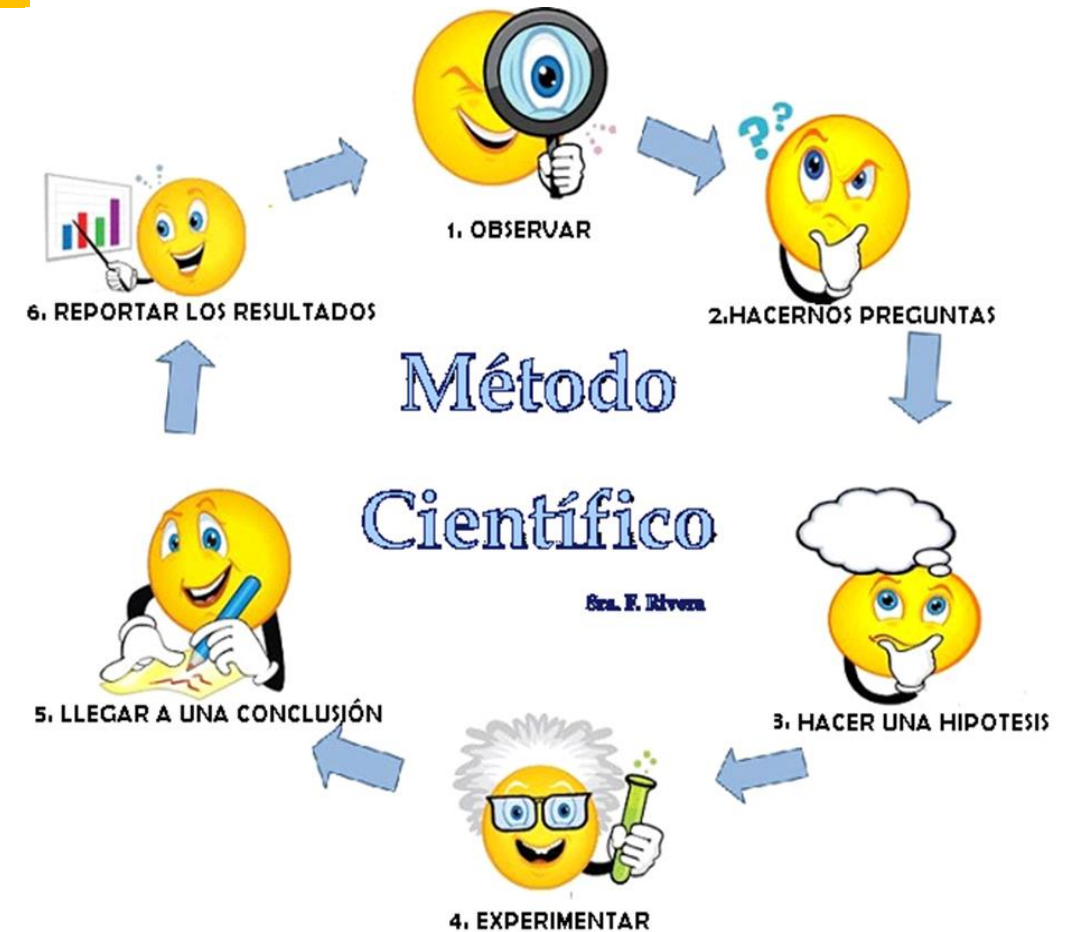 1. OBSERVAR
2.HACERNOS PREGUNTAS
3. HACER UNA HIPOTESIS
4. EXPERIMENTAR
5. LLEGAR A UNA CONCLUSIÓN
6. REPORTAR LOS RESULTADOS
Método
Científico
Sra. F. Rivera